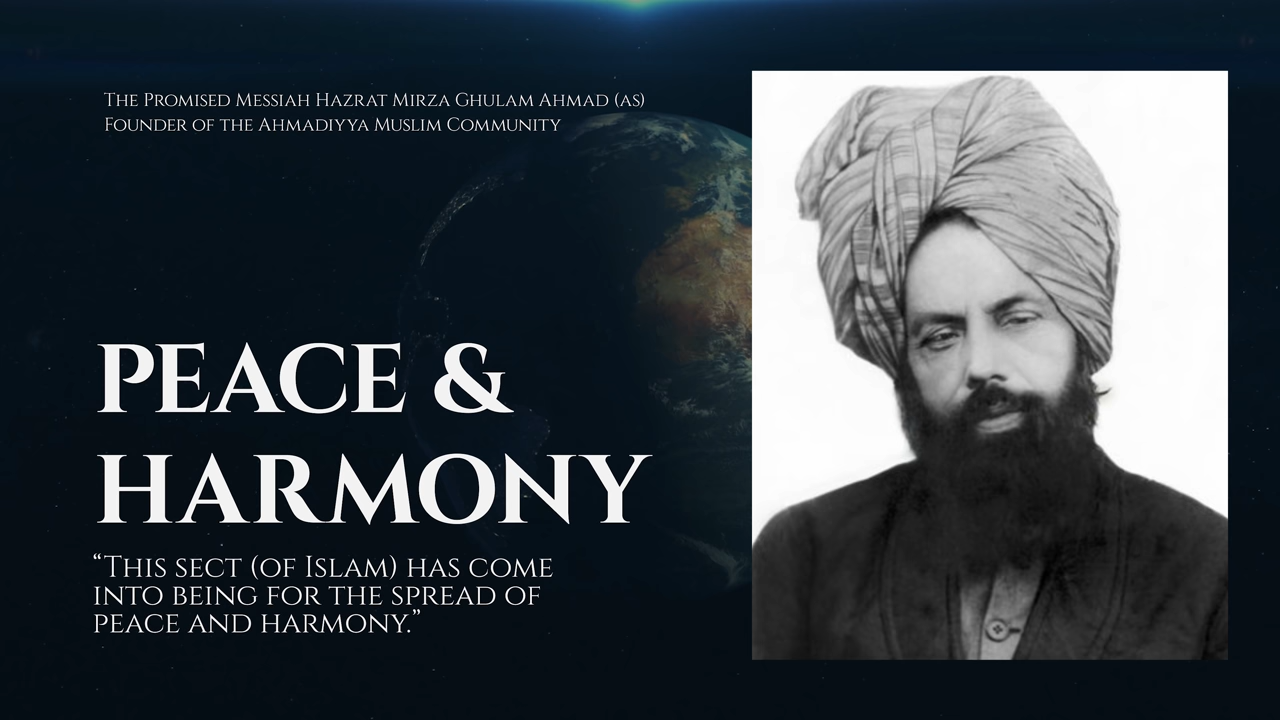 The Promised Messiah Hazrat Mirza Ghulam Ahmad (as)
Founder of the Ahmadiyya Muslim Community
PEACE &
HARMONY
“This sect (of Islam) has come
into being for the spread of
peace and harmony.”